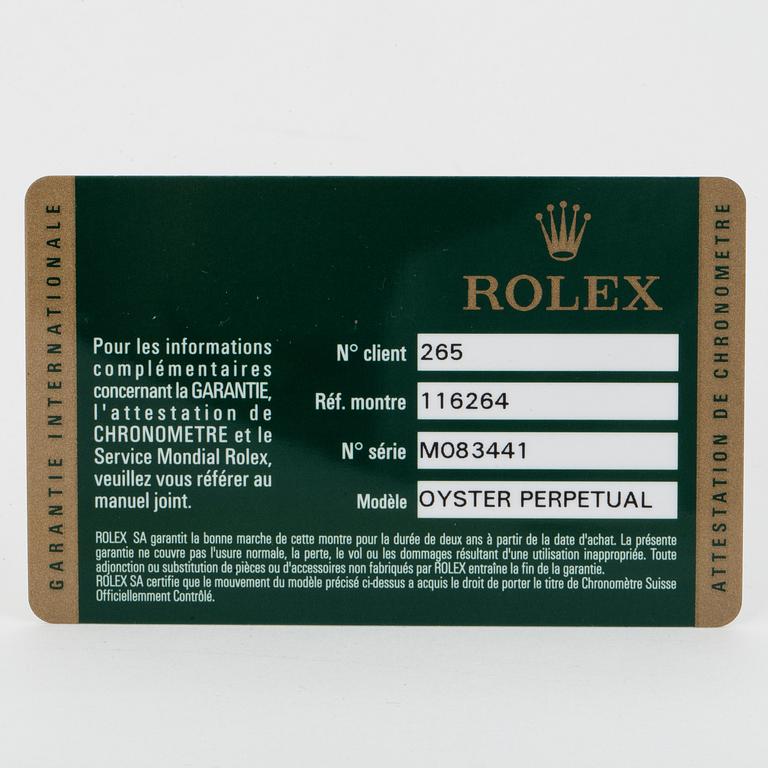 GARANTIE INTERNATIONALE
ROLEX
Pour les informations
complémentaires
concernant la GARANTIE,
l'attestation de
CHRONOMETRE et le
Service Mondial Rolex,
veuillez vous référer au
manuel joint.
N° client 265
Réf. montre 116264
N° série M083441
Modèle OYSTER PERPETUAL
ROLEX SA garantit la bonne marche de cette montre pour la durée de deux ans à partir de la date d'achat. La présente
garantie ne couvre pas l'usure normale, la perte, le vol ou les dommages résultant d'une utilisation inappropriée. Toute
adjonction ou substitution de pièces ou d'accessoires non fabriqués par ROLEX entraîne la fin de la garantie.
ROLEX SA certifie que le mouvement du modèle précisé ci-dessus a acquis le droit de porter le titre de Chronomètre Suisse
Officiellemment Contrôlé.
ATTESTATION DE CHRONOMETRE